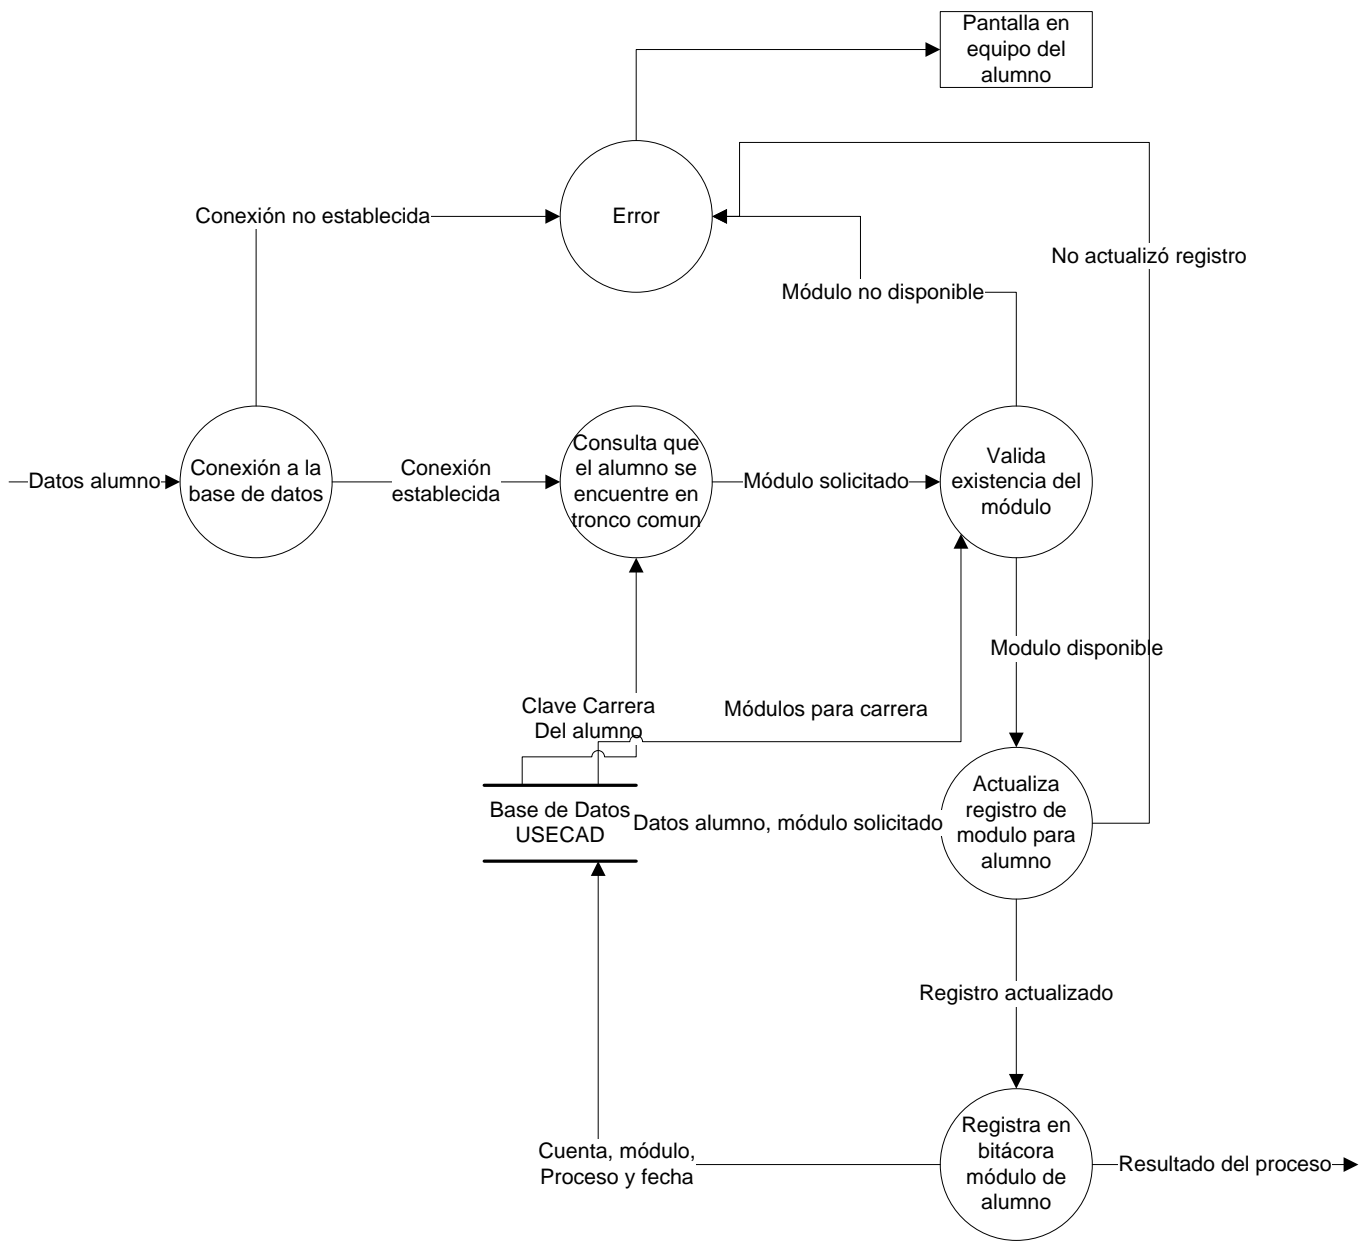 Pantalla en
equipo del
alumno
Conexión no establecida
Error
No actualizó registro
Módulo no disponible
Datos alumno
Conexión a la
base de datos
Conexión
establecida
Consulta que
el alumno se
encuentre en
tronco comun
Módulo solicitado
Valida
existencia del
módulo
Modulo disponible
Clave Carrera
Del alumno
Módulos para carrera
Base de Datos
USECAD
Datos alumno, módulo solicitado
Actualiza
registro de
modulo para
alumno
Registro actualizado
Cuenta, módulo,
Proceso y fecha
Registra en
bitácora
módulo de
alumno
Resultado del proceso